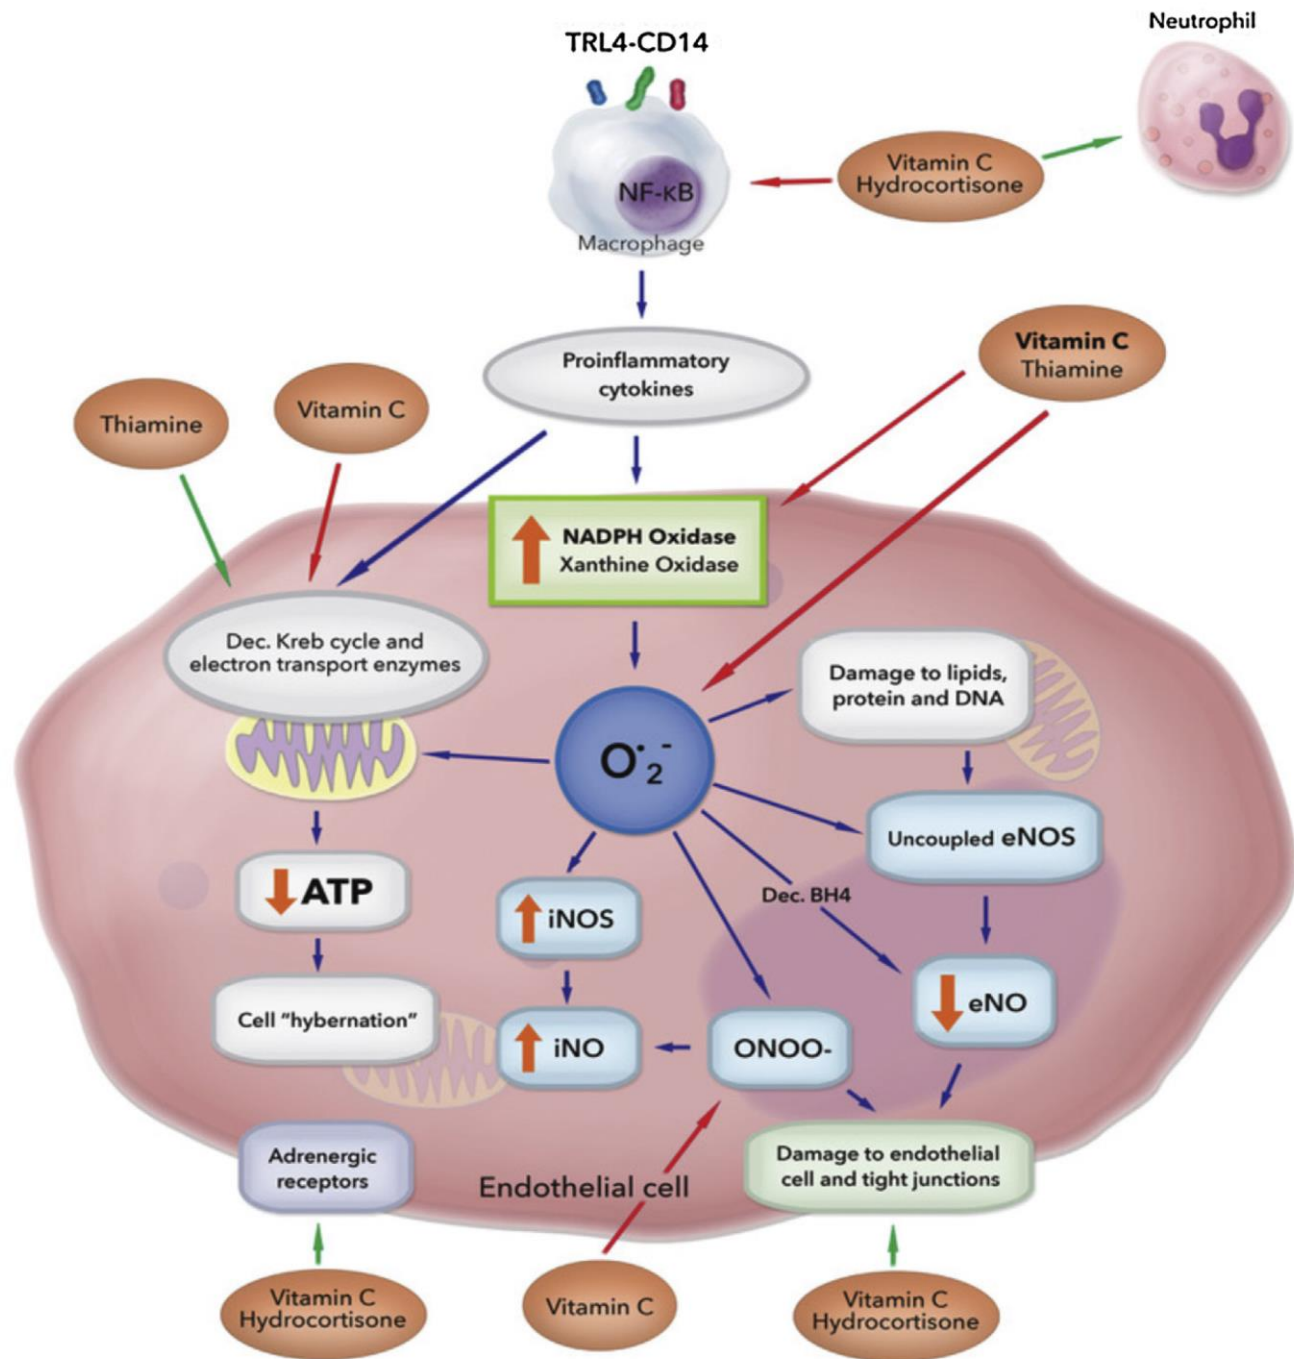 Neutrophil
TRL4-CD14
Vitamin C
Hydrocortisone
NF-κB
Macrophage
Proinflammatory
cytokines
Vitamin C
Thiamine
Thiamine
Vitamin C
NADPH Oxidase
Xanthine Oxidase
Dec. Kreb cycle and
electron transport enzymes
Damage to lipids,
protein and DNA
O˙₂⁻
Uncoupled eNOS
ATP
Dec. BH4
iNOS
eNO
Cell "hybernation"
iNO
ONOO-
Adrenergic
receptors
Endothelial cell
Damage to endothelial
cell and tight junctions
Vitamin C
Hydrocortisone
Vitamin C
Vitamin C
Hydrocortisone